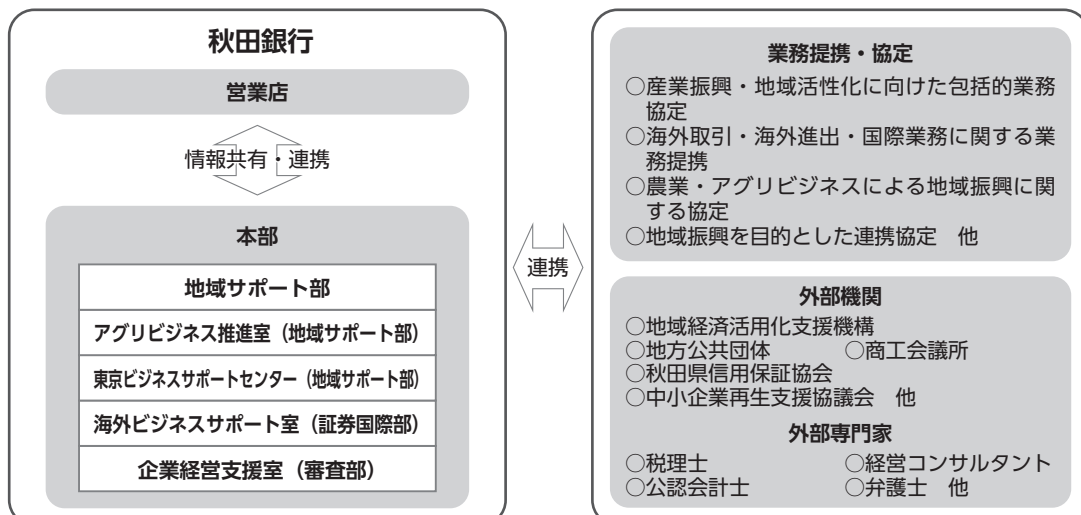 秋田銀行
営業店
情報共有・連携
本部
地域サポート部
アグリビジネス推進室（地域サポート部）
東京ビジネスサポートセンター（地域サポート部）
海外ビジネスサポート室（証券国際部）
企業経営支援室（審査部）
連携
業務提携・協定
○産業振興・地域活性化に向けた包括的業務
協定
○海外取引・海外進出・国際業務に関する業
務提携
○農業・アグリビジネスによる地域振興に関
する協定
○地域振興を目的とした連携協定　他
外部機関
○地域経済活用化支援機構
○地方公共団体　○商工会議所
○秋田県信用保証協会
○中小企業再生支援協議会　他
外部専門家
○税理士　○経営コンサルタント
○公認会計士　○弁護士　他